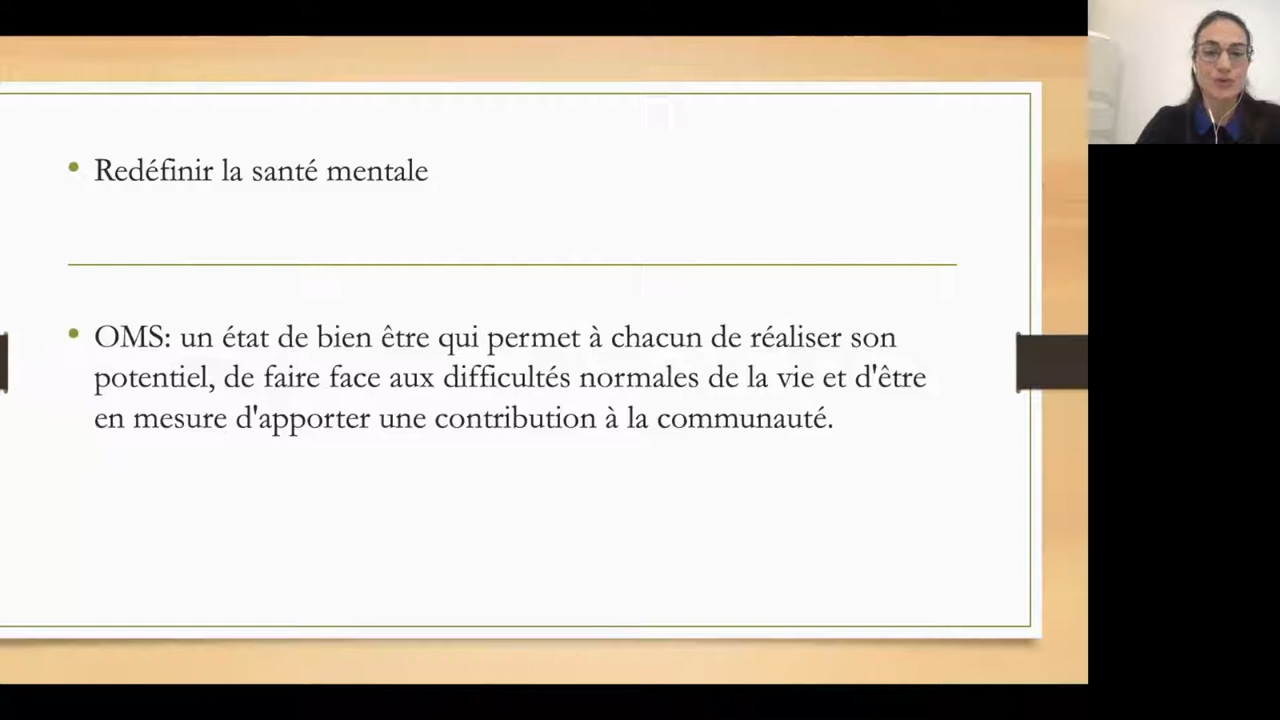 Redéfinir la santé mentale
OMS: un état de bien être qui permet à chacun de réaliser son
potentiel, de faire face aux difficultés normales de la vie et d'être
en mesure d'apporter une contribution à la communauté.